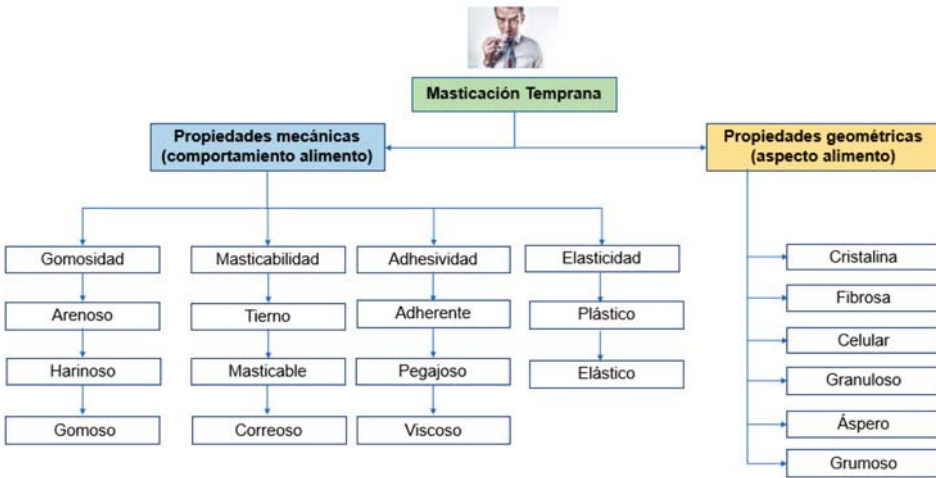 Masticación Temprana
Propiedades mecánicas
(comportamiento alimento)
Propiedades geométricas
(aspecto alimento)
Gomosidad
Masticabilidad
Adhesividad
Elasticidad
Arenoso
Tierno
Adherente
Plástico
Harinoso
Masticable
Pegajoso
Elástico
Gomoso
Correoso
Viscoso
Cristalina
Fibrosa
Celular
Granuloso
Áspero
Grumoso